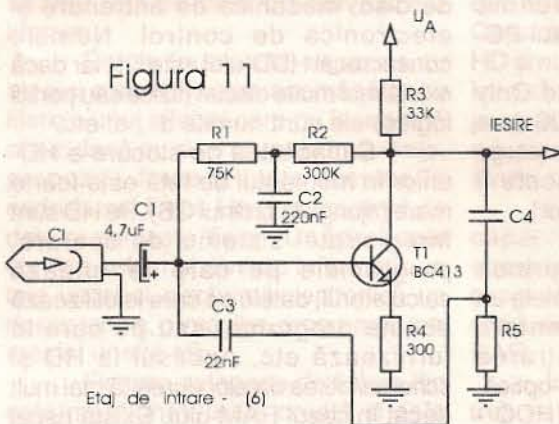 Figura 11
U_A
R3
33K
IESIRE
R1
75K
R2
300K
C2
220nF
C4
CI
C1
4,7uF
T1
BC413
C3
22nF
R4
300
R5
Etaj de intrare - (6)